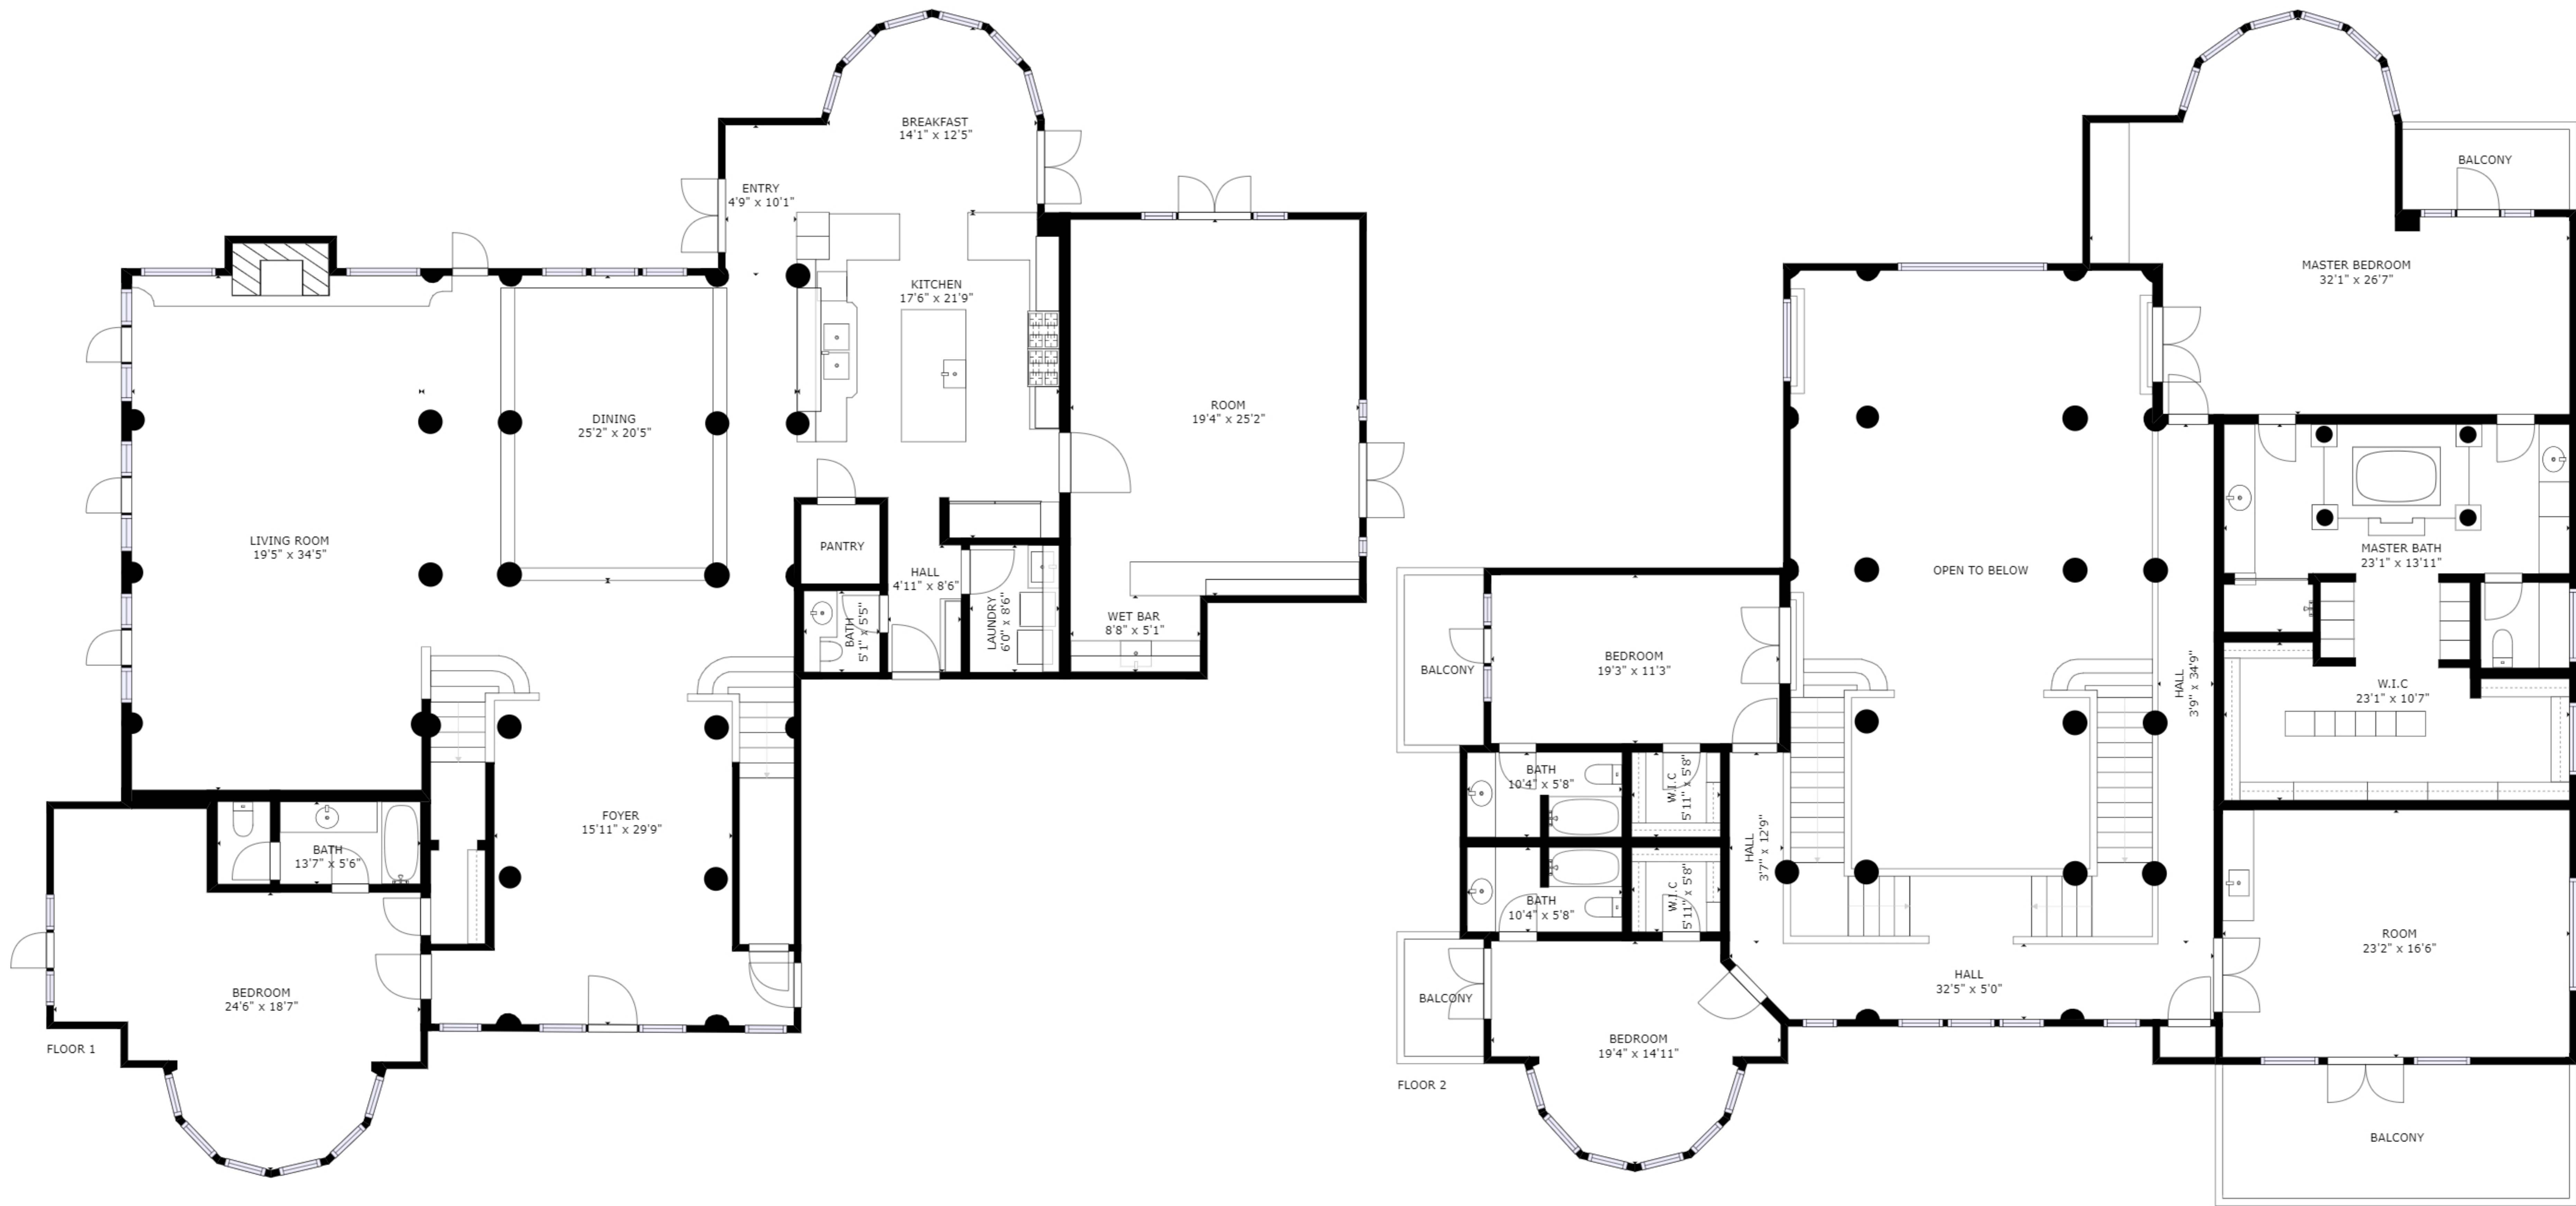 BREAKFAST
14'1" x 12'5"
ENTRY
4'9" x 10'1"
KITCHEN
17'6" x 21'9"
ROOM
19'4" x 25'2"
DINING
25'2" x 20'5"
LIVING ROOM
19'5" x 34'5"
PANTRY
HALL
4'11" x 8'6"
BATH
5'1" x 5'5"
LAUNDRY
6'0" x 8'6"
WET BAR
8'8" x 5'1"
FOYER
15'11" x 29'9"
BATH
13'7" x 5'6"
BEDROOM
24'6" x 18'7"
FLOOR 1
BALCONY
MASTER BEDROOM
32'1" x 26'7"
MASTER BATH
23'1" x 13'11"
OPEN TO BELOW
BEDROOM
19'3" x 11'3"
BALCONY
HALL
3'9" x 34'9"
W.I.C
23'1" x 10'7"
BATH
10'4" x 5'8"
W.I.C
5'11" x 5'8"
HALL
3'7" x 12'9"
BATH
10'4" x 5'8"
W.I.C
5'11" x 5'8"
ROOM
23'2" x 16'6"
HALL
32'5" x 5'0"
BALCONY
BEDROOM
19'4" x 14'11"
FLOOR 2
BALCONY